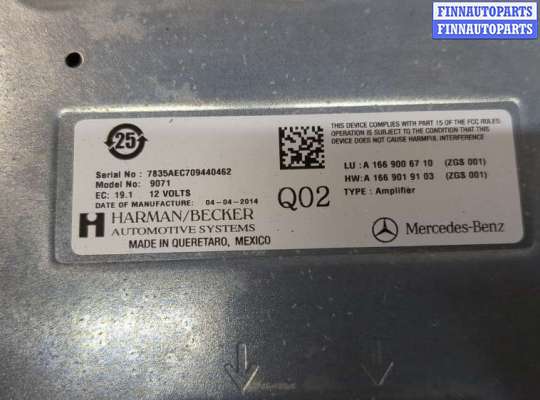 FINNAUTOPARTS
FINNAUTOPARTS
25
THIS DEVICE COMPLIES WITH PART 15 OF THE FCC RULES
OPERATION IS SUBJECT TO THE CONDITION THAT THIS
DEVICE DOES NOT CAUSE HARMFUL INTERFERENCE
Serial No : 7835AEC709440462
Model No: 9071
EC: 19.1 12 VOLTS
DATE OF MANUFACTURE: 04-04-2014
Q02
LU : A 166 900 67 10 (ZGS 001)
HW: A 166 901 91 03 (ZGS 001)
TYPE : Amplifier
HARMAN/BECKER
AUTOMOTIVE SYSTEMS
MADE IN QUERETARO, MEXICO
Mercedes-Benz
FINNAUTOPARTS
FINNAUTOPARTS